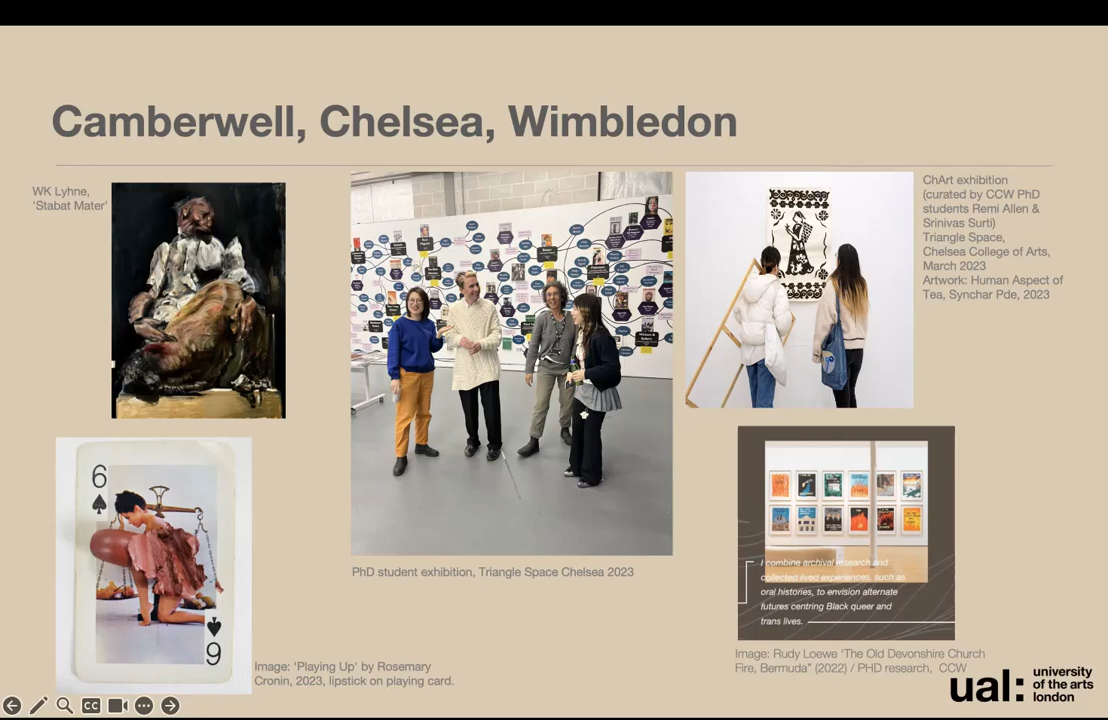 Camberwell, Chelsea, Wimbledon
WK Lyhne,
'Stabat Mater'
ChArt exhibition
(curated by CCW PhD
students Remi Allen &
Srinivas Surti)
Triangle Space,
Chelsea College of Arts,
March 2023
Artwork: Human Aspect of
Tea, Synchar Pde, 2023
6
6
PhD student exhibition, Triangle Space Chelsea 2023
I combine archival research and
collected lived experiences, such as
oral histories, to envision alternate
futures centring Black queer and
trans lives.
Image: 'Playing Up' by Rosemary
Cronin, 2023, lipstick on playing card.
Image: Rudy Loewe 'The Old Devonshire Church
Fire, Bermuda" (2022) / PHD research, CCW
ual: university
of the arts
london
CC